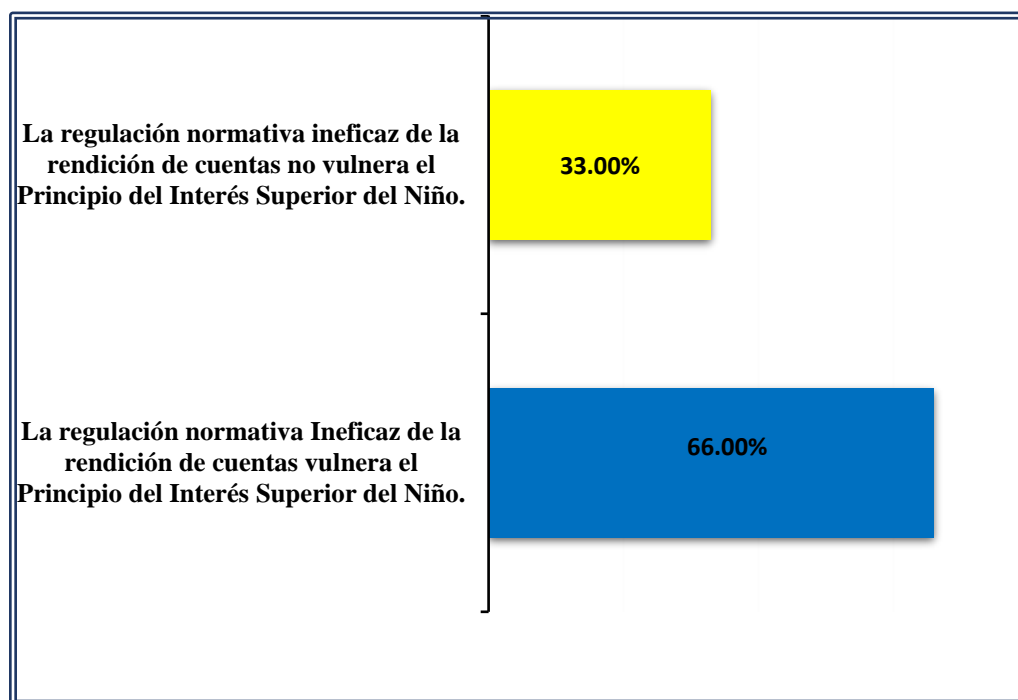 La regulación normativa ineficaz de la
rendición de cuentas no vulnera el
Principio del Interés Superior del Niño.
33.00%
La regulación normativa Ineficaz de la
rendición de cuentas vulnera el
Principio del Interés Superior del Niño.
66.00%